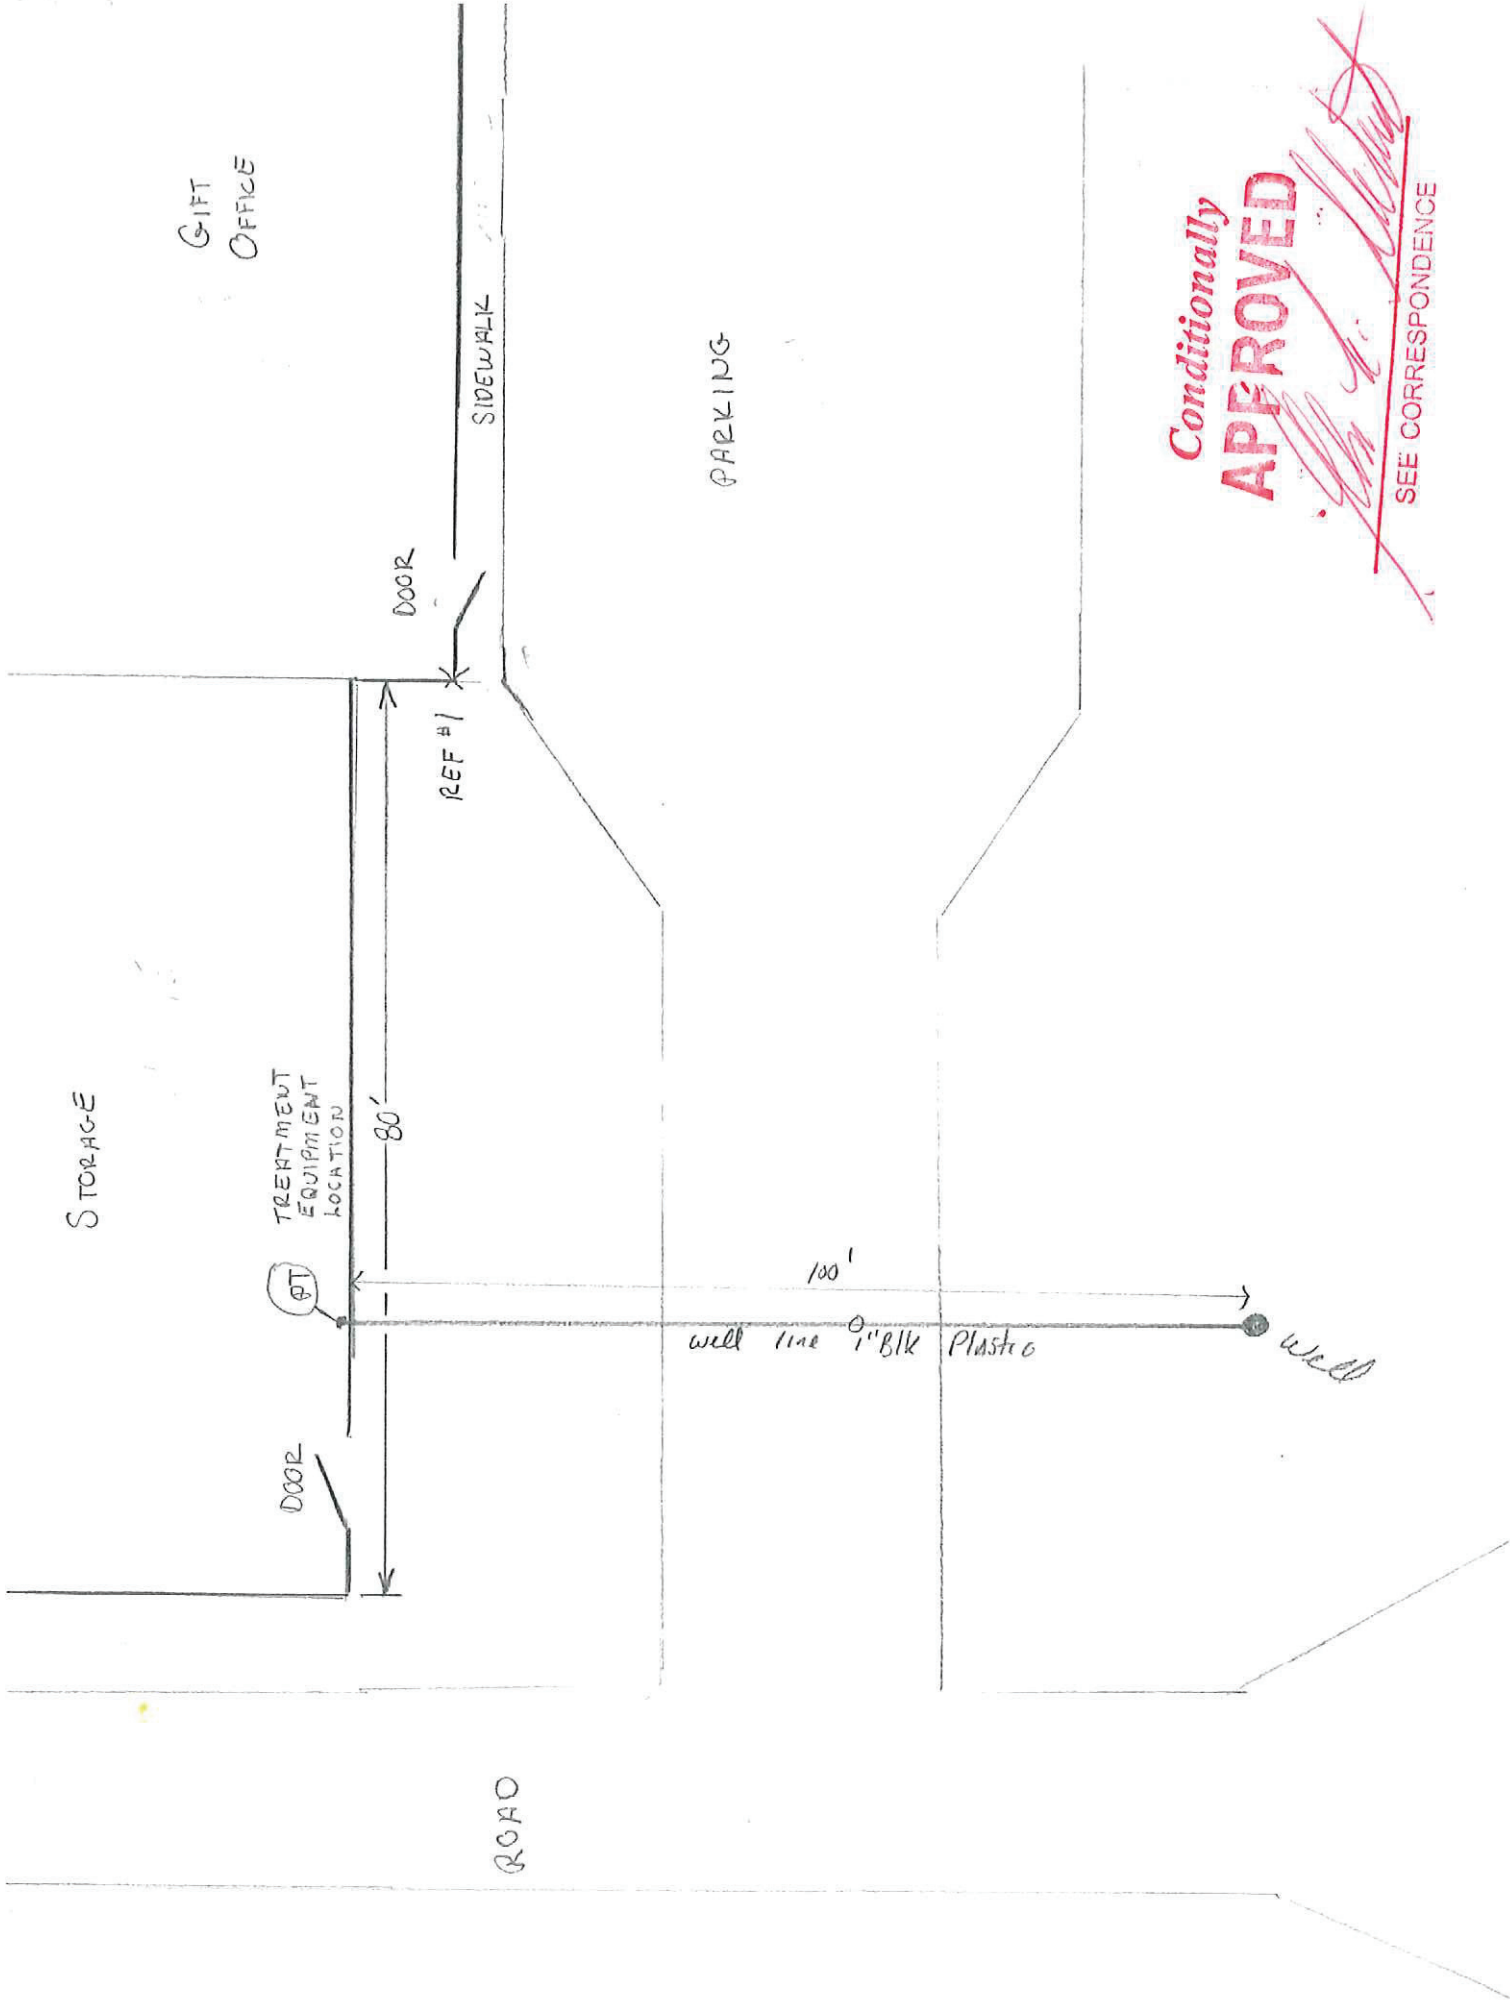 STORAGE
GIFT
OFFICE
TREATMENT
EQUIPMENT
LOCATION
PT
DOOR
80'
DOOR
REF #1
SIDEWALK
PARKING
100'
well line 1" Blk Plastic
Well
ROAD
Conditionally
APPROVED
SEE CORRESPONDENCE